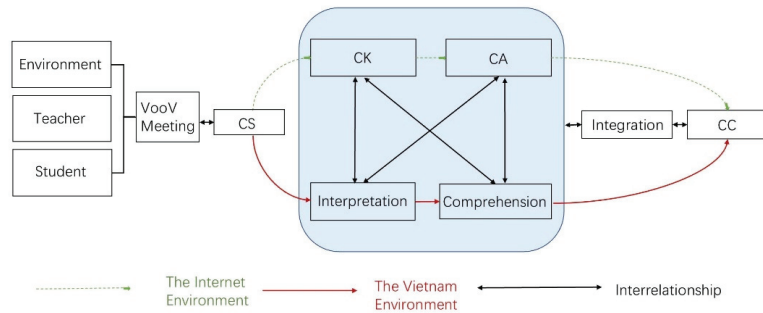 Environment
Teacher
Student
VooV
Meeting
CS
CK
CA
Interpretation
Comprehension
Integration
CC
The Internet
Environment
The Vietnam
Environment
Interrelationship